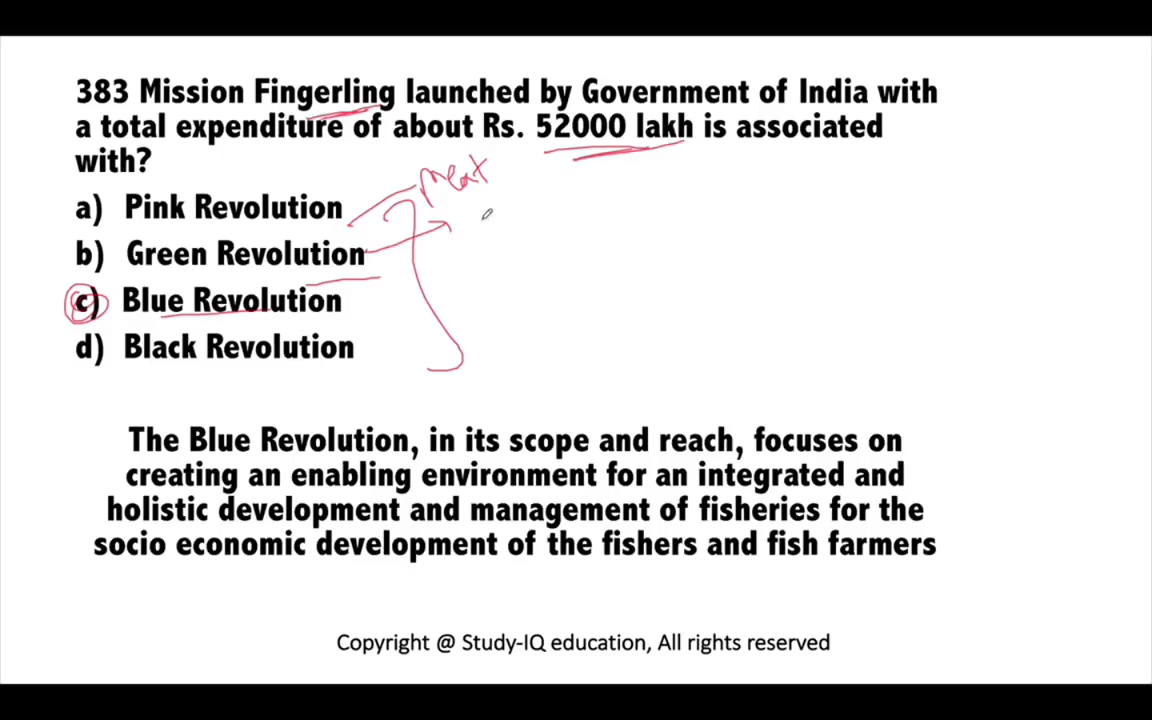 383 Mission Fingerling launched by Government of India with
a total expenditure of about Rs. 52000 lakh is associated
with?
Meat
a) Pink Revolution
b) Green Revolution
c) Blue Revolution
d) Black Revolution
The Blue Revolution, in its scope and reach, focuses on
creating an enabling environment for an integrated and
holistic development and management of fisheries for the
socio economic development of the fishers and fish farmers
Copyright @ Study-IQ education, All rights reserved